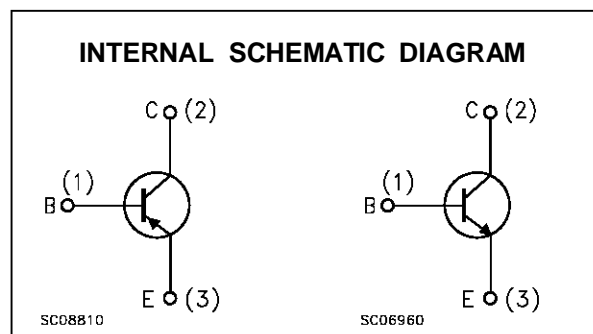 INTERNAL SCHEMATIC DIAGRAM
C (2)
(1)
B
E (3)
SC08810
C (2)
(1)
B
E (3)
SC06960